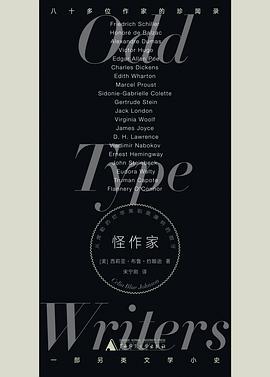 八十多位作家的珍闻录
Odd
Friedrich Schiller
Honoré de Balzac
Alexandre Dumas
Victor Hugo
Edgar Allan Poe
Charles Dickens
Edith Wharton
Marcel Proust
Sidonie-Gabrielle Colette
Gertrude Stein
Jack London
Virginia Woolf
James Joyce
D. H. Lawrence
Vladimir Nabokov
Ernest Hemingway
John Steinbeck
Eudora Welty
Truman Capote
Flannery O'Connor
Type
怪作家
[美] 西莉亚·布鲁·约翰逊 著
宋宁刚 译
Celia Blue Johnson
Writers
一部另类文学小史